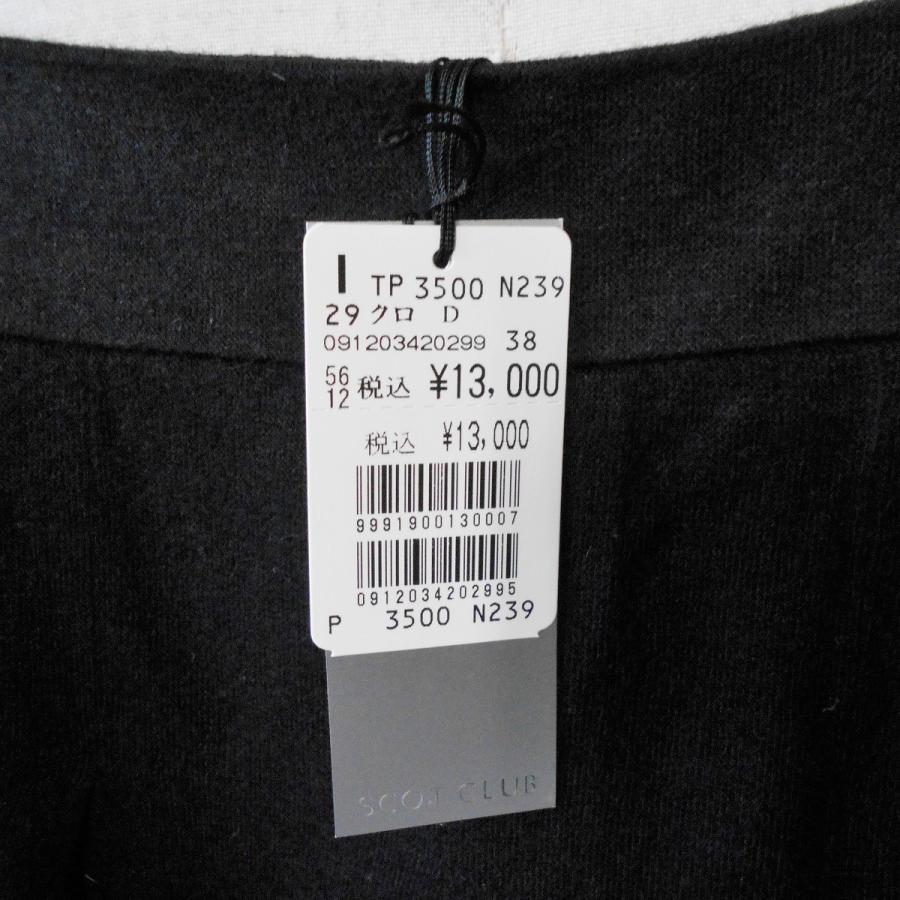 I TP 3500 N239
29 クロ D
091203420299 38
56
12 税込 ¥13,000
税込 ¥13,000
9991900130007
0912034202995
P 3500 N239
SCOT CLUB